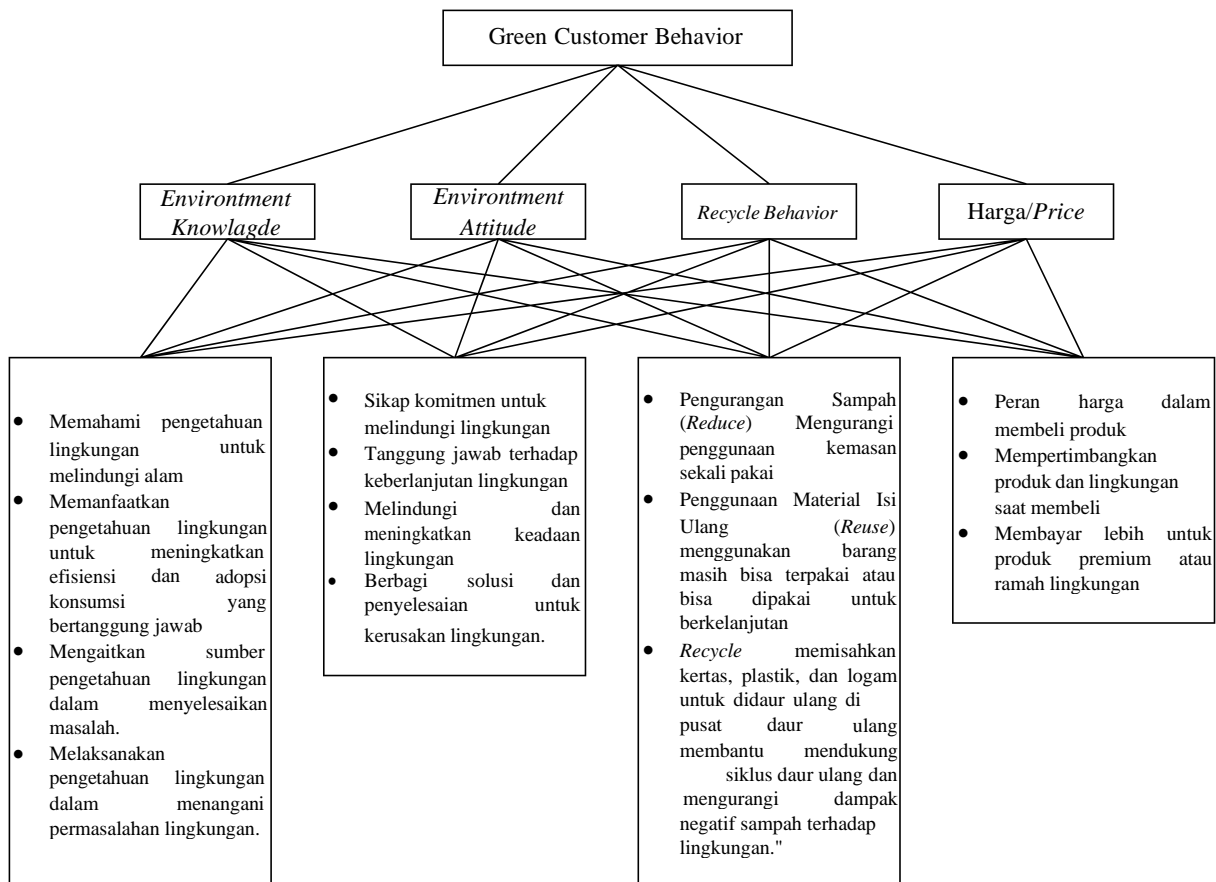 Green Customer Behavior
Environtment
Knowlagde
Environtment
Attitude
Recycle Behavior
Harga/Price
• Memahami pengetahuan
lingkungan untuk
melindungi alam
• Memanfaatkan
pengetahuan lingkungan
untuk meningkatkan
efisiensi dan adopsi
konsumsi yang
bertanggung jawab
• Mengaitkan sumber
pengetahuan lingkungan
dalam menyelesaikan
masalah.
• Melaksanakan
pengetahuan lingkungan
dalam menangani
permasalahan lingkungan.
• Sikap komitmen untuk
melindungi lingkungan
• Tanggung jawab terhadap
keberlanjutan lingkungan
• Melindungi dan
meningkatkan keadaan
lingkungan
• Berbagi solusi dan
penyelesaian untuk
kerusakan lingkungan.
• Pengurangan Sampah
(Reduce) Mengurangi
penggunaan kemasan
sekali pakai
• Penggunaan Material Isi
Ulang (Reuse)
menggunakan barang
masih bisa terpakai atau
bisa dipakai untuk
berkelanjutan
• Recycle memisahkan
kertas, plastik, dan logam
untuk didaur ulang di
pusat daur ulang
membantu mendukung
siklus daur ulang dan
mengurangi dampak
negatif sampah terhadap
lingkungan."
• Peran harga dalam
membeli produk
• Mempertimbangkan
produk dan lingkungan
saat membeli
• Membayar lebih untuk
produk premium atau
ramah lingkungan